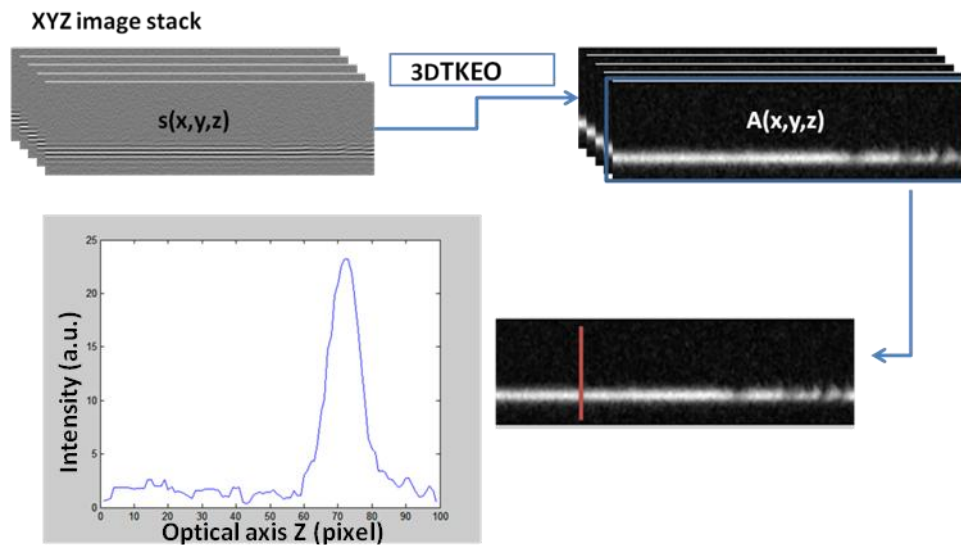 XYZ image stack
3DTKEO
s(x,y,z)
A(x,y,z)
25
20
15
10
5
0
Intensity (a.u.)
0 10 20 30 40 50 60 70 80 90 100
Optical axis Z (pixel)